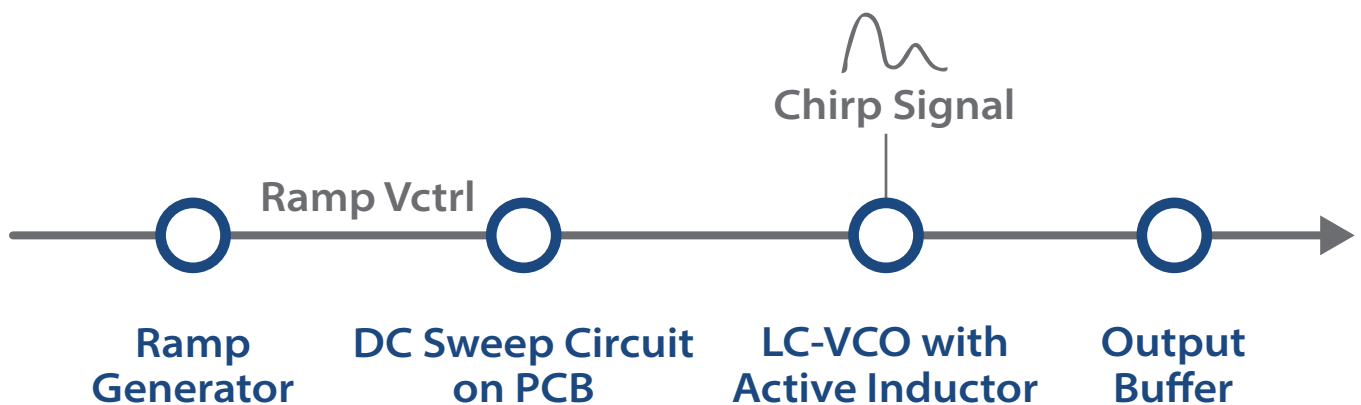 Chirp Signal
Ramp Vctrl
Ramp
Generator
DC Sweep Circuit
on PCB
LC-VCO with
Active Inductor
Output
Buffer